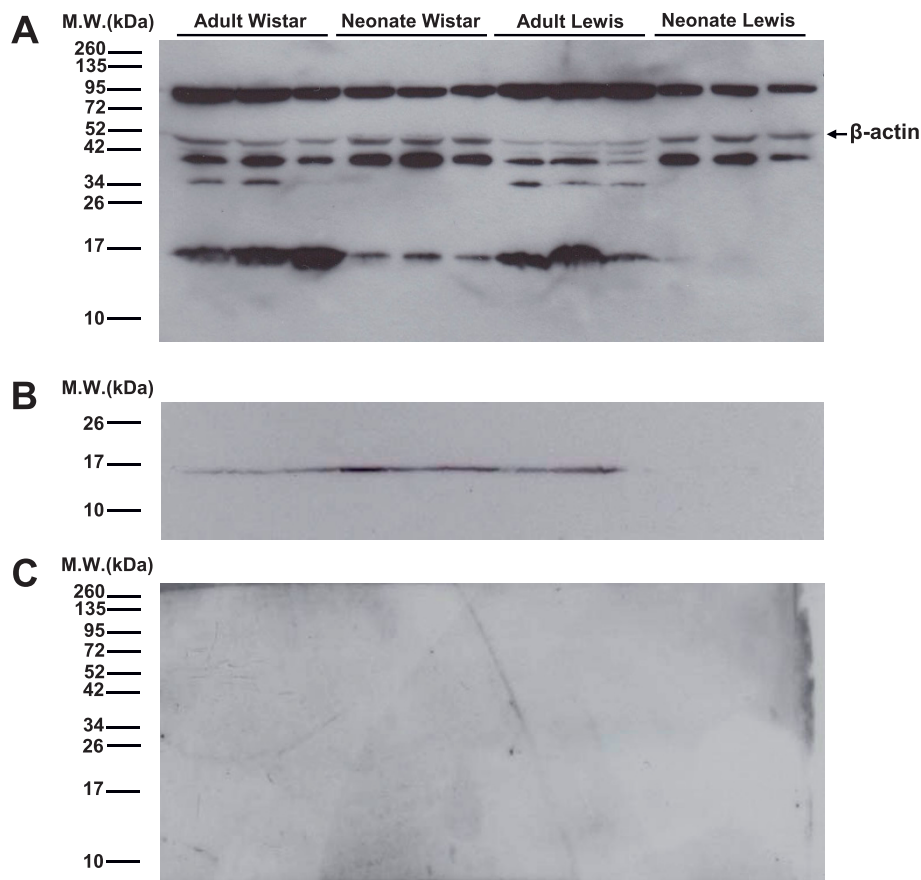 A
M.W.(kDa)
Adult Wistar
Neonate Wistar
Adult Lewis
Neonate Lewis
260
135
95
72
52
42
34
26
17
10
β-actin
B
M.W.(kDa)
26
17
10
C
M.W.(kDa)
260
135
95
72
52
42
34
26
17
10